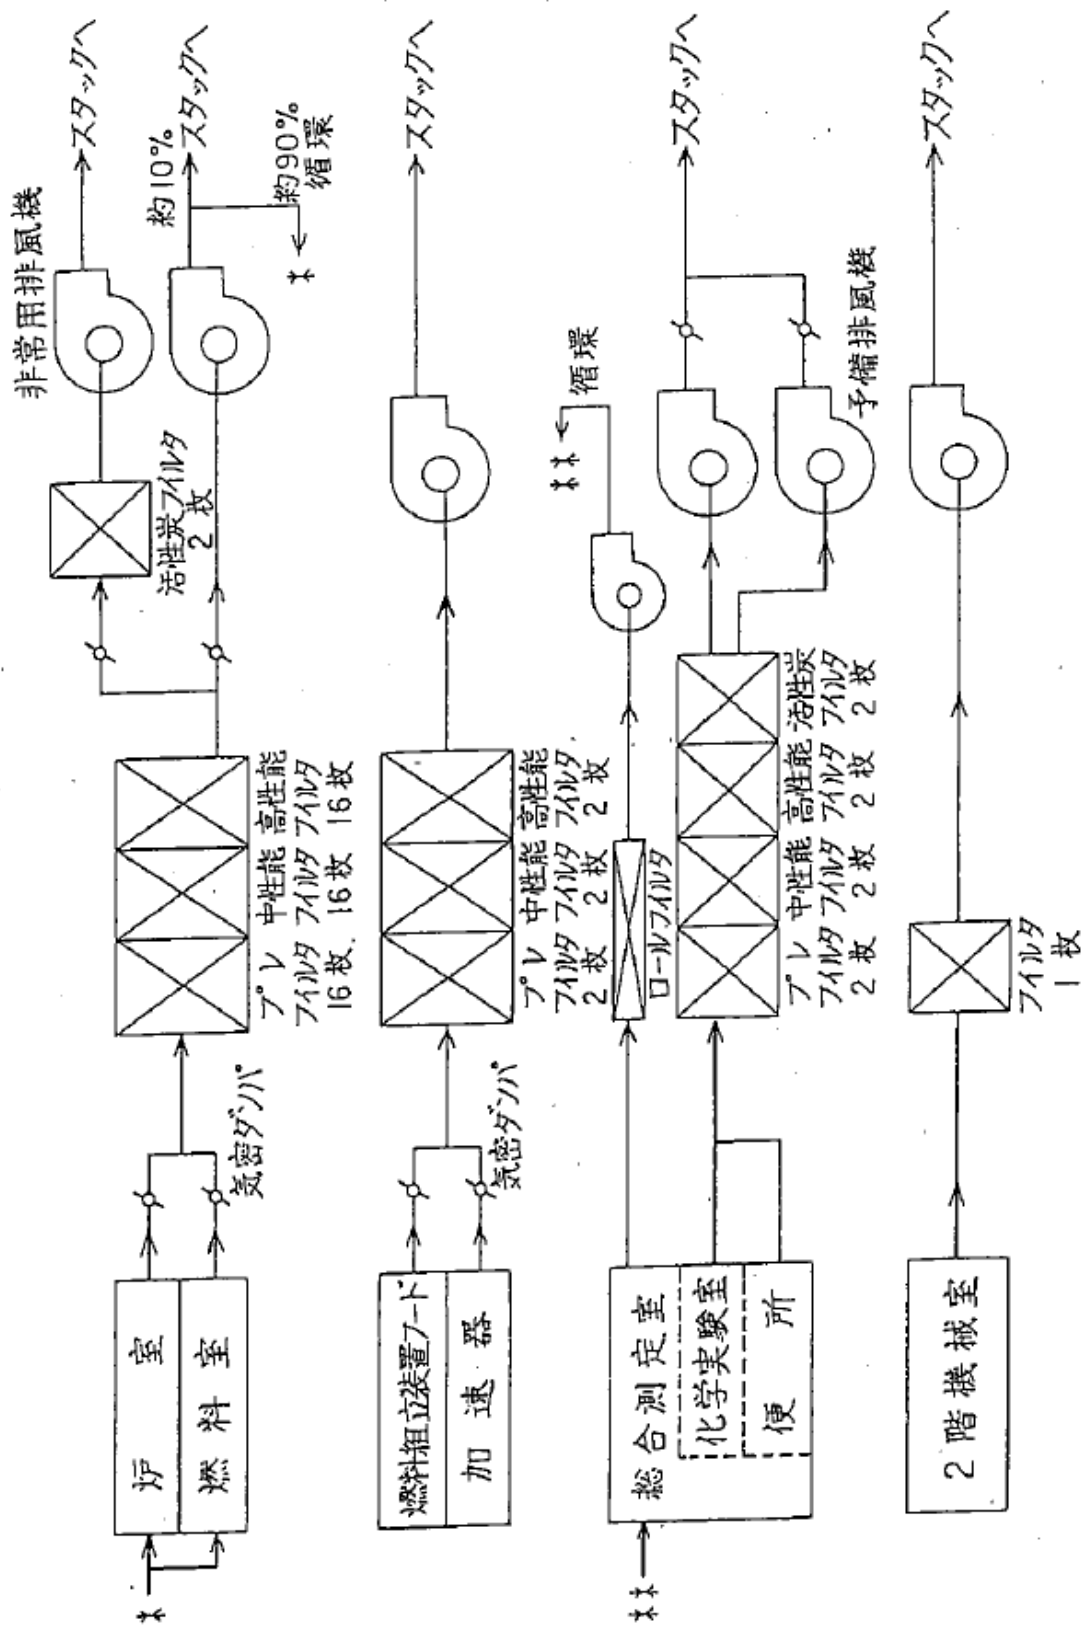 非常用排風機
スタックへ
約10%
スタックへ
約90%
循環
*
活性炭フィルタ
2枚
プレ
フィルタ
16枚
中性能
フィルタ
16枚
高性能
フィルタ
16枚
気密ダンパ
炉室
燃料室
*
スタックへ
プレ
フィルタ
2枚
中性能
フィルタ
2枚
高性能
フィルタ
2枚
気密ダンパ
燃料組立装置フード
加速器
循環
**
ロールフィルタ
スタックへ
予備排風機
プレ
フィルタ
2枚
中性能
フィルタ
2枚
高性能
フィルタ
2枚
活性炭
フィルタ
2枚
総合測定室
化学実験室
便所
**
スタックへ
フィルタ
1枚
2階機械室